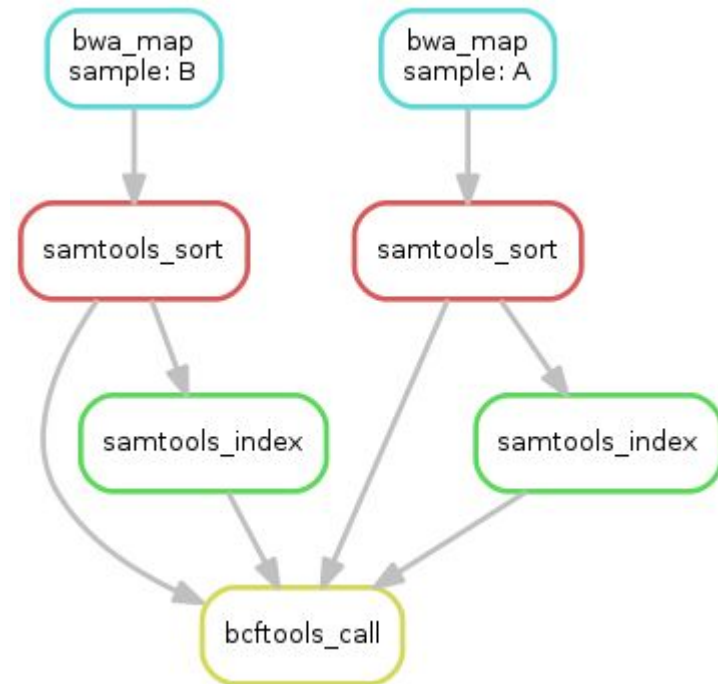 bwa_map
sample: B
bwa_map
sample: A
samtools_sort
samtools_sort
samtools_index
samtools_index
bcftools_call